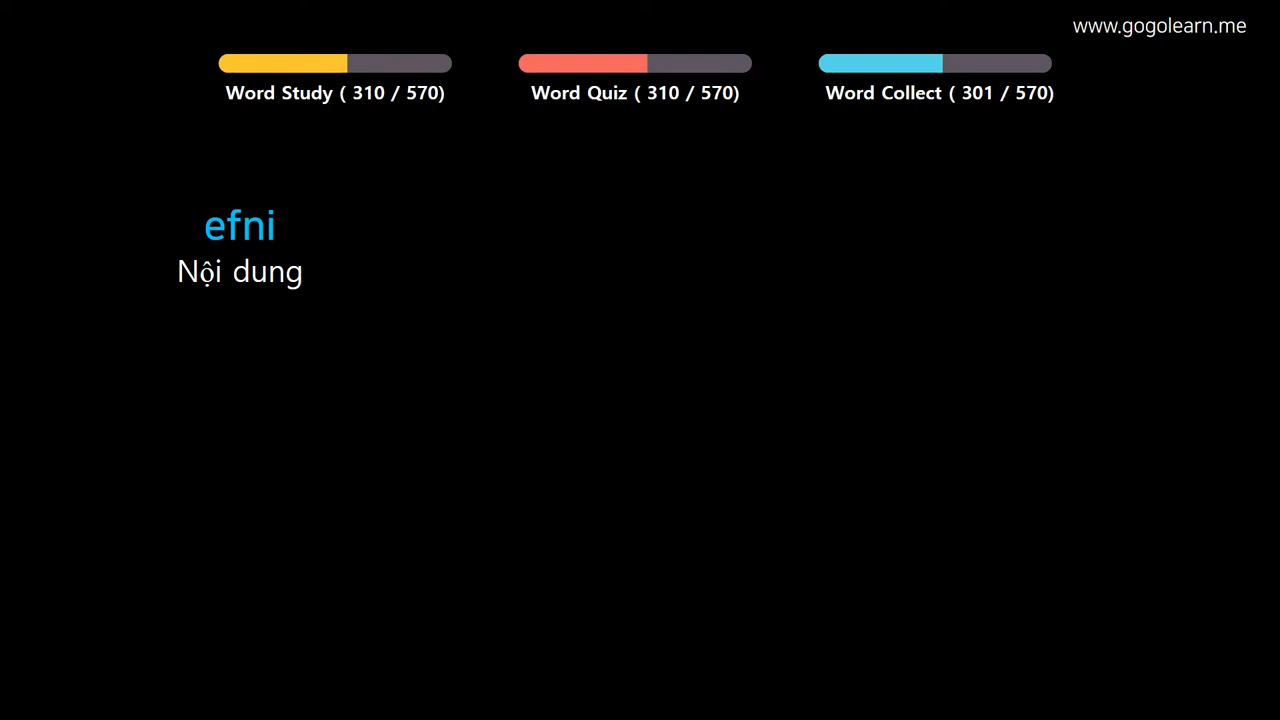 www.gogolearn.me
Word Study ( 310 / 570)
Word Quiz ( 310 / 570)
Word Collect ( 301 / 570)
efni
Nội dung